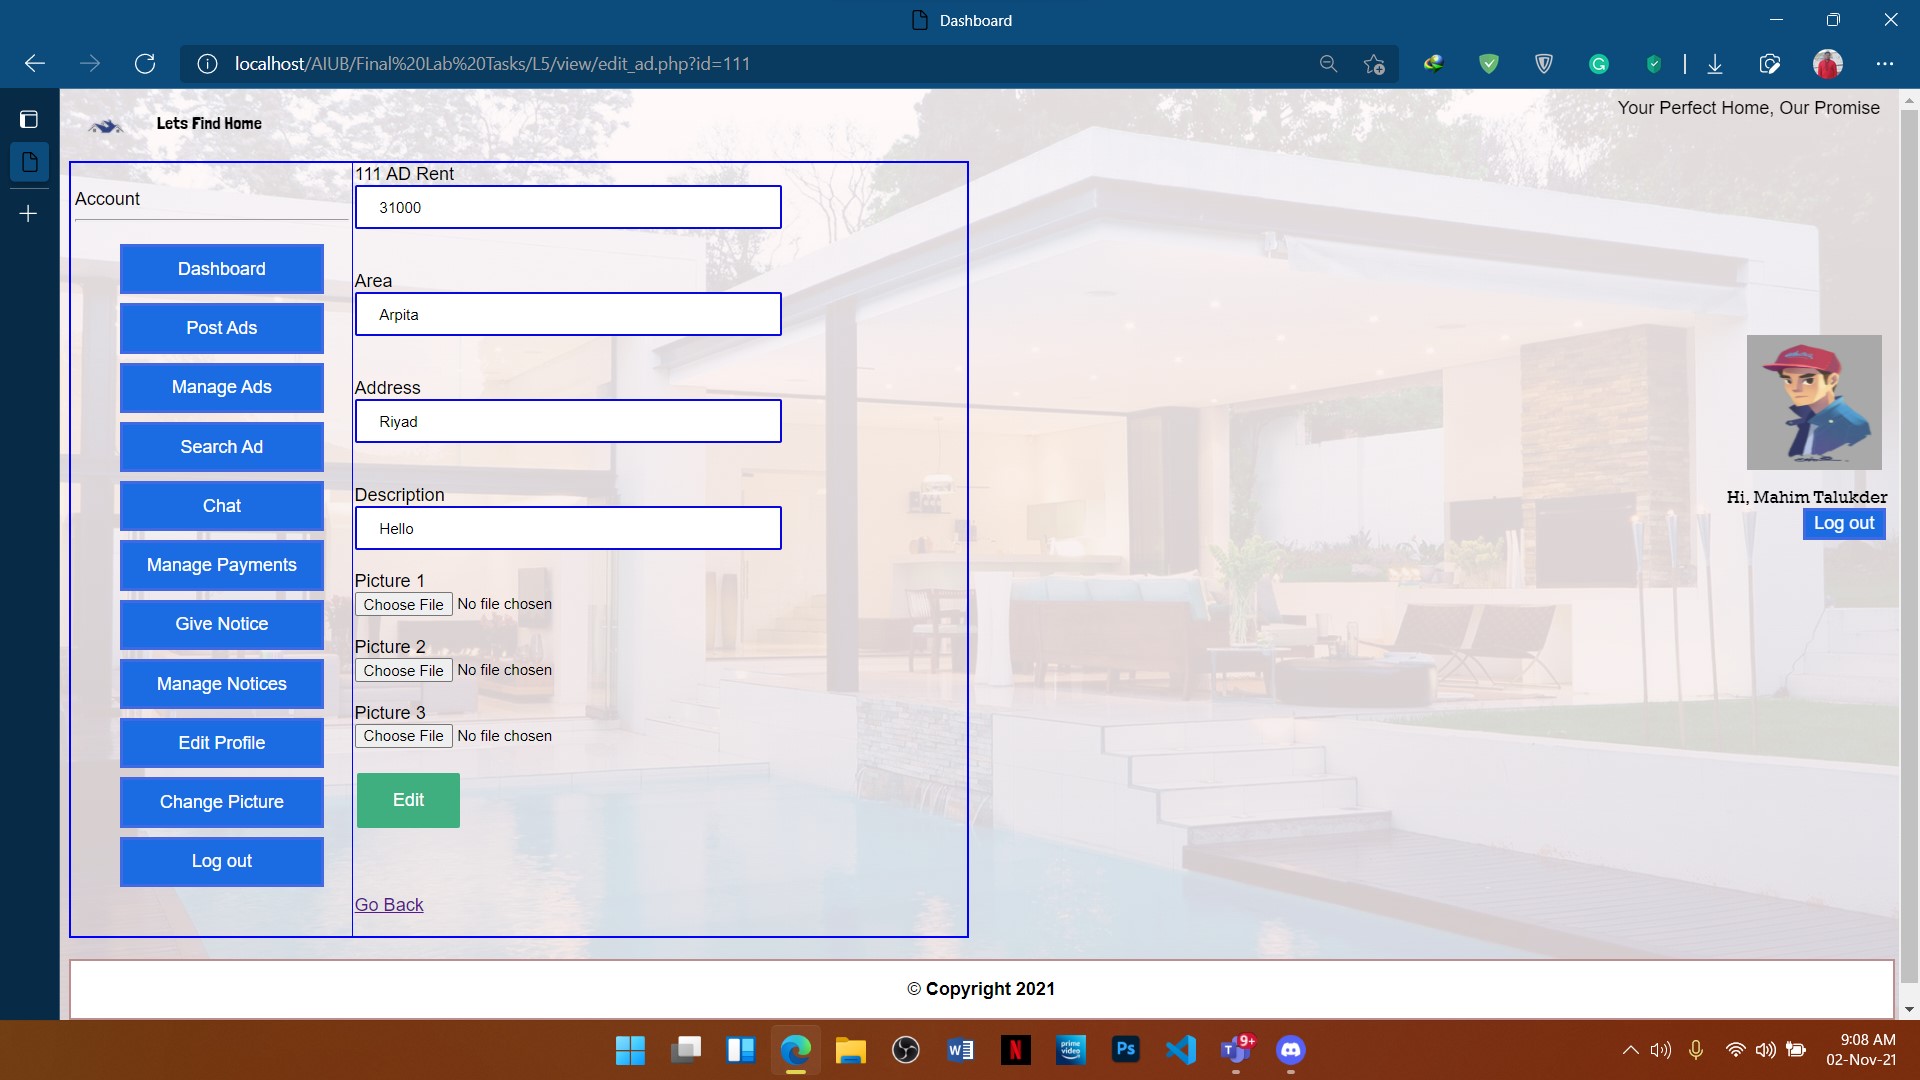 Dashboard
localhost/AIUB/Final%20Lab%20Tasks/L5/view/edit_ad.php?id=111
Lets Find Home
Your Perfect Home, Our Promise
Account
Dashboard
Post Ads
Manage Ads
Search Ad
Chat
Manage Payments
Give Notice
Manage Notices
Edit Profile
Change Picture
Log out
111 AD Rent
31000
Area
Arpita
Address
Riyad
Description
Hello
Picture 1
Choose File No file chosen
Picture 2
Choose File No file chosen
Picture 3
Choose File No file chosen
Edit
Go Back
Hi, Mahim Talukder
Log out
© Copyright 2021
W
N
prime video
Ps
T 9+
9:08 AM
02-Nov-21